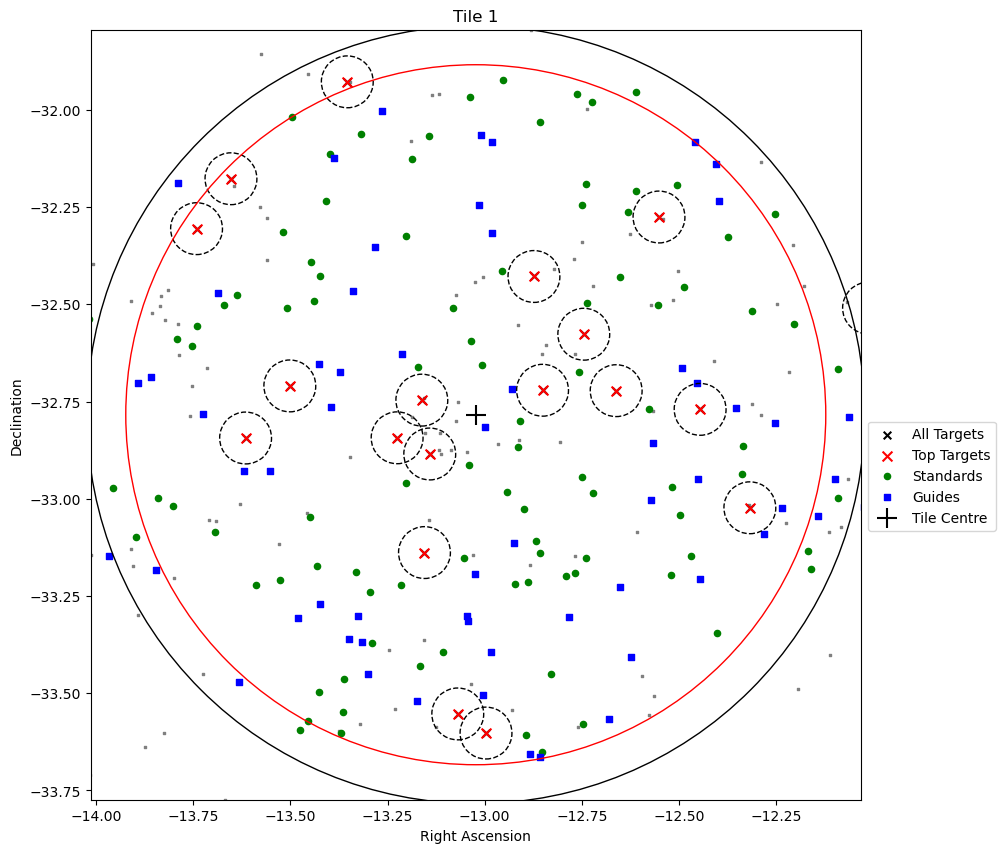 Tile 1
Declination
−32.00
−32.25
−32.50
−32.75
−33.00
−33.25
−33.50
−33.75
−14.00
−13.75
−13.50
−13.25
−13.00
−12.75
−12.50
−12.25
Right Ascension
All Targets
Top Targets
Standards
Guides
Tile Centre